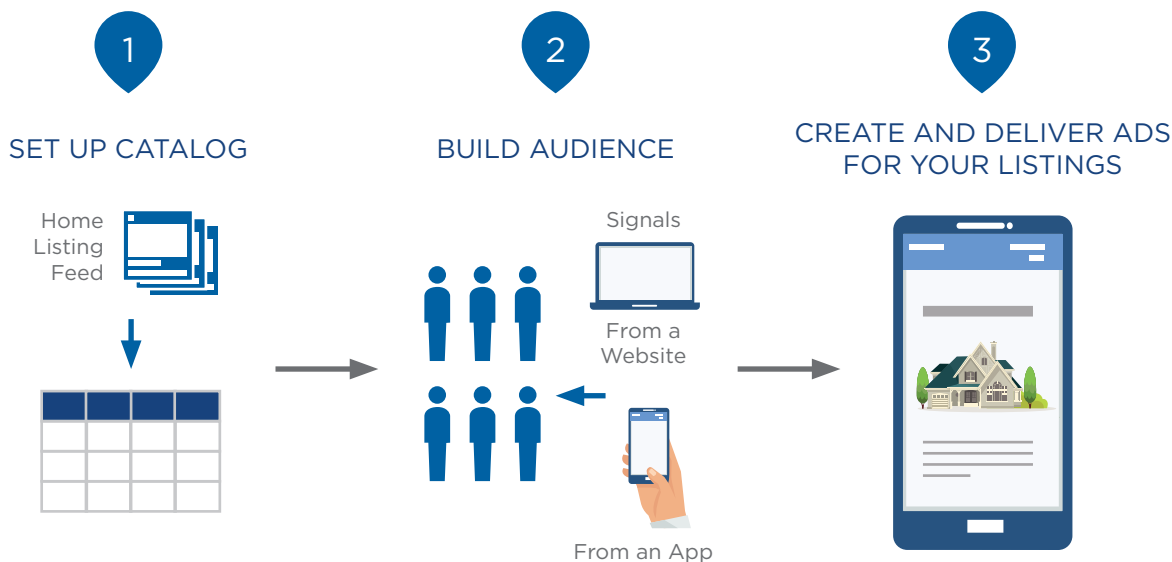 1
SET UP CATALOG
Home
Listing
Feed
2
BUILD AUDIENCE
Signals
From a
Website
From an App
3
CREATE AND DELIVER ADS
FOR YOUR LISTINGS